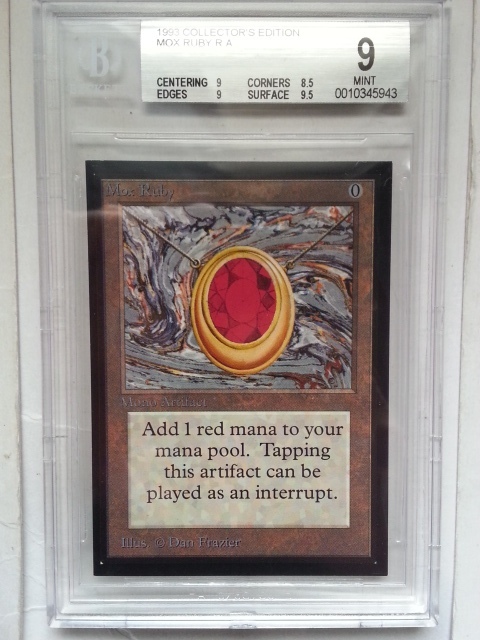 1993 COLLECTOR'S EDITION
MOX RUBY R A
9
MINT
CENTERING 9 CORNERS 8.5
EDGES 9 SURFACE 9.5
0010345943
B
Mox Ruby 0
Mono Artifact
Add 1 red mana to your
mana pool. Tapping
this artifact can be
played as an interrupt.
Illus. © Dan Frazier